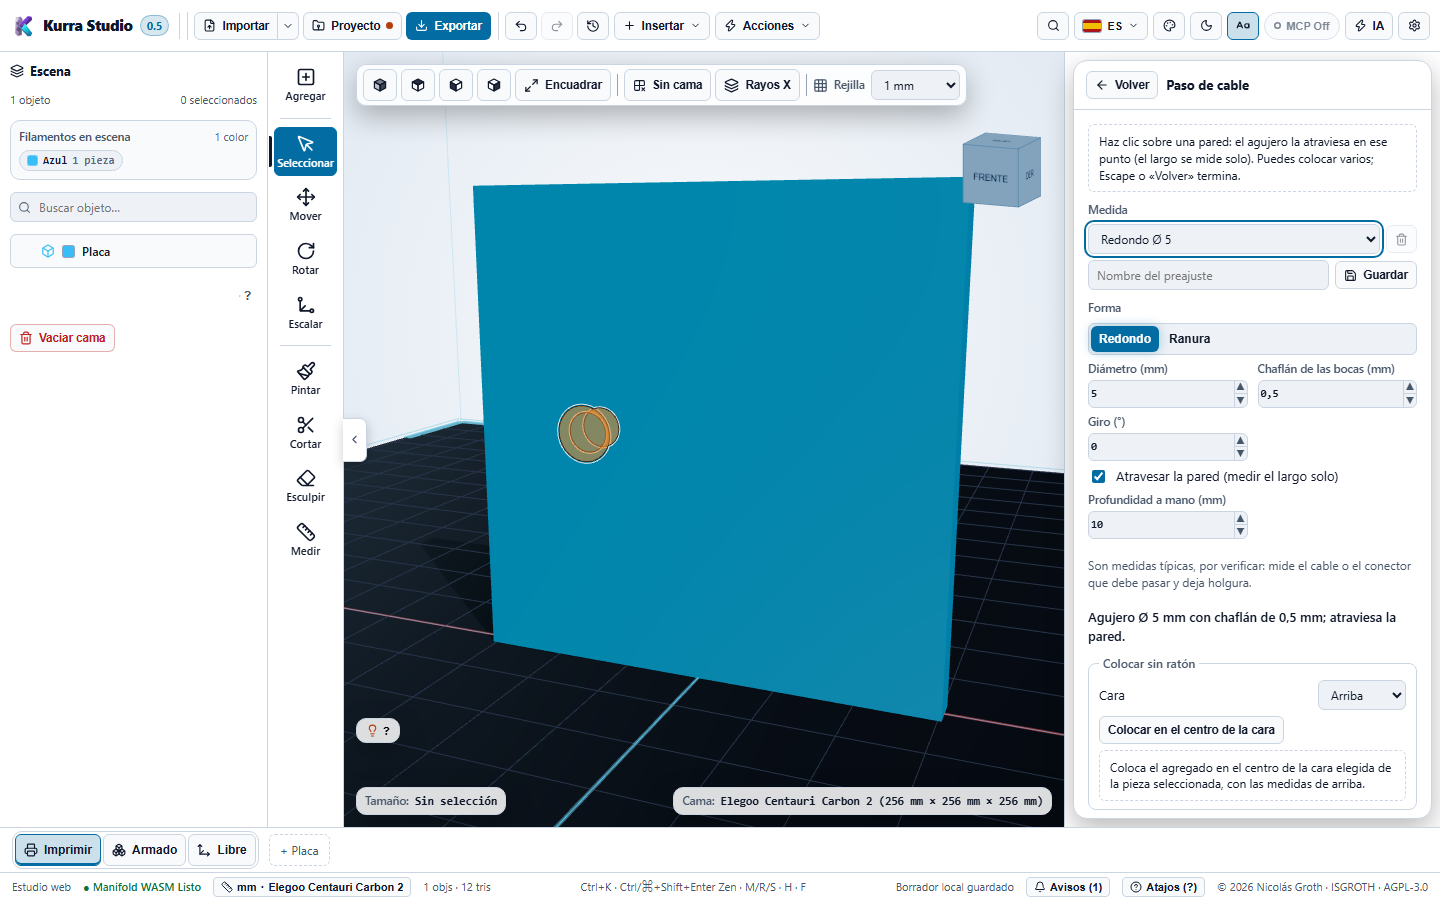 Kurra Studio
0.5
Importar
Proyecto
Exportar
Insertar
Acciones
ES
Aa
MCP Off
IA
Escena
1 objeto
0 seleccionados
Filamentos en escena
1 color
Azul 1 pieza
Buscar objeto...
Placa
?
Vaciar cama
Agregar
Seleccionar
Mover
Rotar
Escalar
Pintar
Cortar
Esculpir
Medir
Encuadrar
Sin cama
Rayos X
Rejilla
1 mm
FRENTE
DER
?
Tamaño: Sin selección
Cama: Elegoo Centauri Carbon 2 (256 mm × 256 mm × 256 mm)
Volver
Paso de cable
Haz clic sobre una pared: el agujero la atraviesa en ese
punto (el largo se mide solo). Puedes colocar varios;
Escape o «Volver» termina.
Medida
Redondo Ø 5
Nombre del preajuste
Guardar
Forma
Redondo
Ranura
Diámetro (mm)
Chaflán de las bocas (mm)
5
0,5
Giro (°)
0
Atravesar la pared (medir el largo solo)
Profundidad a mano (mm)
10
Son medidas típicas, por verificar: mide el cable o el conector
que debe pasar y deja holgura.
Agujero Ø 5 mm con chaflán de 0,5 mm; atraviesa la
pared.
Colocar sin ratón
Cara
Arriba
Colocar en el centro de la cara
Coloca el agregado en el centro de la cara elegida de
la pieza seleccionada, con las medidas de arriba.
Imprimir
Armado
Libre
+ Placa
Estudio web
Manifold WASM Listo
mm · Elegoo Centauri Carbon 2
1 objs · 12 tris
Ctrl+K · Ctrl/⌘+Shift+Enter Zen · M/R/S · H · F
Borrador local guardado
Avisos (1)
Atajos (?)
© 2026 Nicolás Groth · ISGROTH · AGPL-3.0